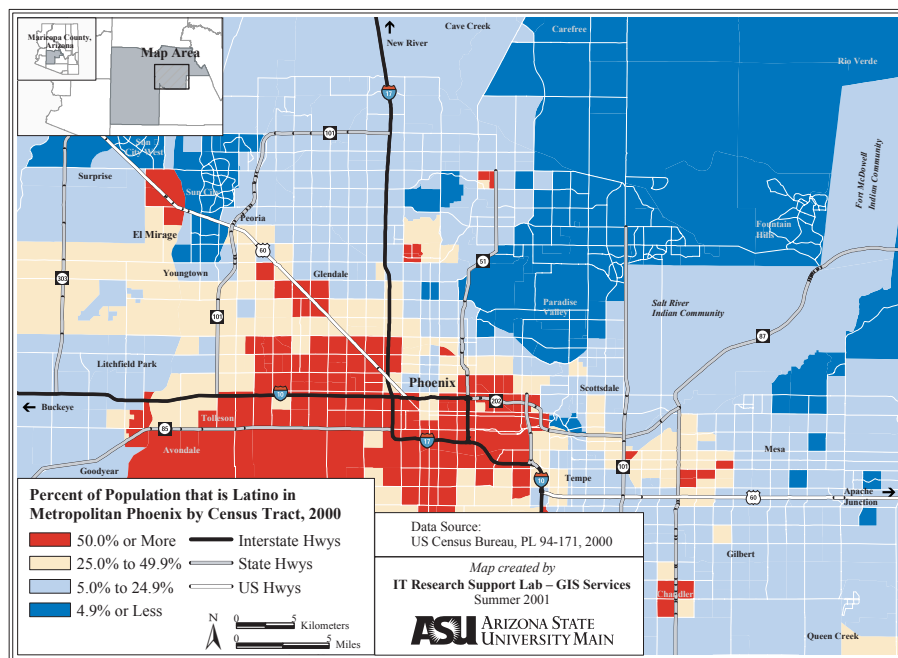 Maricopa County,
Arizona
Map Area
Cave Creek
New River
Carefree
Rio Verde
17
101
Sun
City West
Surprise
Sun City
Fort McDowell
Indian Community
Peoria
El Mirage
60
Fountain
Hills
51
Youngtown
Glendale
303
Paradise
Valley
Salt River
Indian Community
101
87
Litchfield Park
Phoenix
Scottsdale
10
202
Buckeye
Tolleson
85
17
Avondale
Mesa
101
Goodyear
Tempe
10
60
Apache
Junction
Percent of Population that is Latino in
Metropolitan Phoenix by Census Tract, 2000
50.0% or More
Interstate Hwys
25.0% to 49.9%
State Hwys
5.0% to 24.9%
US Hwys
4.9% or Less
N
0 5
Kilometers
0 5
Miles
Data Source:
US Census Bureau, PL 94-171, 2000
Map created by
IT Research Support Lab – GIS Services
Summer 2001
ASU ARIZONA STATE
UNIVERSITY MAIN
Gilbert
Chandler
Queen Creek